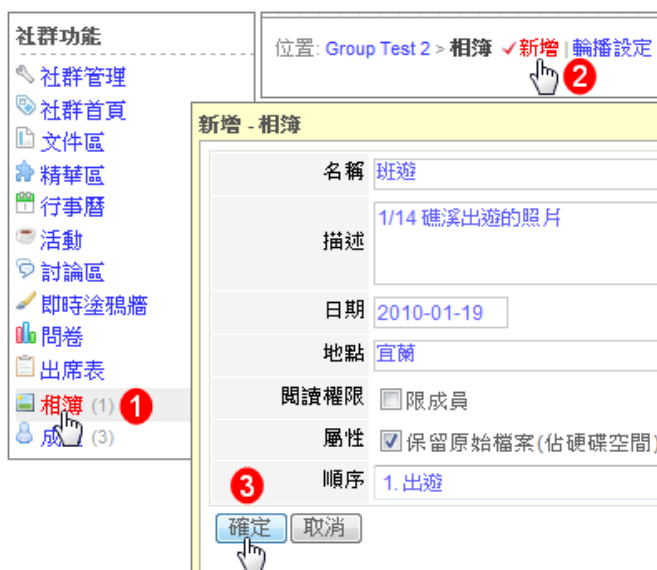 社群功能
社群管理
社群首頁
文件區
精華區
行事曆
活動
討論區
即時塗鴉牆
問卷
出席表
相簿 (1) 1
成 (3)
位置: Group Test 2 > 相簿 ✓新增 | 輪播設定
2
新增 - 相簿
名稱 班遊
描述 1/14 礁溪出遊的照片
日期 2010-01-19
地點 宜蘭
閱讀權限 限成員
屬性 保留原始檔案(佔硬碟空間)
順序 1. 出遊
3
確定 取消